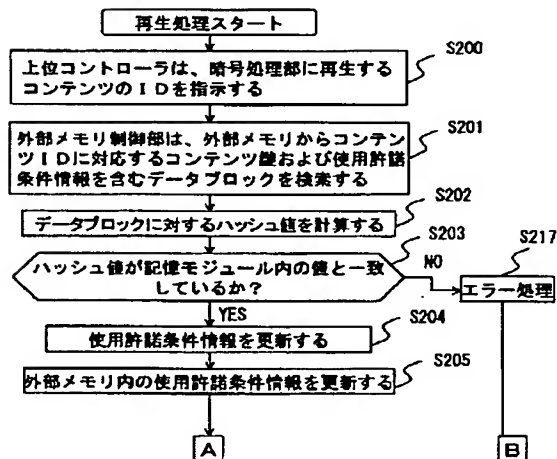 再生処理スタート
S200
上位コントローラは、暗号処理部に再生する
コンテンツのＩＤを指示する
S201
外部メモリ制御部は、外部メモリからコンテン
ツＩＤに対応するコンテンツ鍵および使用許諾
条件情報を含むデータブロックを検索する
S202
データブロックに対するハッシュ値を計算する
S203
ハッシュ値が記憶モジュール内の値と一致
しているか？
NO
S217
エラー処理
YES
S204
使用許諾条件情報を更新する
S205
外部メモリ内の使用許諾条件情報を更新する
A
B